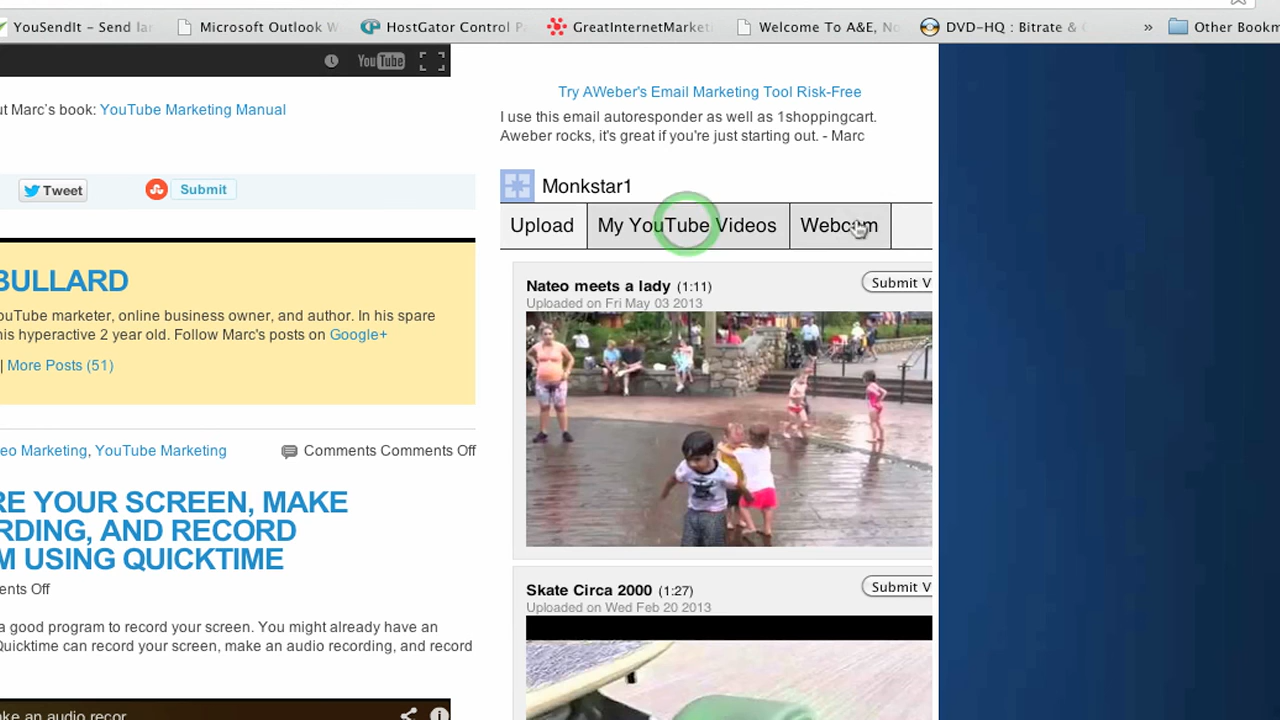 YouSendIt – Send lar
Microsoft Outlook W
HostGator Control P
GreatInternetMarketi
Welcome To A&E, No
DVD-HQ : Bitrate &
»
Other Bookm
YouTube
ut Marc's book: YouTube Marketing Manual
Tweet
Submit
BULLARD
ouTube marketer, online business owner, and author. In his spare
his hyperactive 2 year old. Follow Marc's posts on Google+
| More Posts (51)
eo Marketing, YouTube Marketing
Comments Comments Off
RE YOUR SCREEN, MAKE
RDING, AND RECORD
M USING QUICKTIME
ents Off
a good program to record your screen. You might already have an
Quicktime can record your screen, make an audio recording, and record
ake an audio recor
Try AWeber's Email Marketing Tool Risk-Free
I use this email autoresponder as well as 1shoppingcart.
Aweber rocks, it's great if you're just starting out. - Marc
Monkstar1
Upload
My YouTube Videos
Webcam
Nateo meets a lady (1:11)
Submit V
Uploaded on Fri May 03 2013
Skate Circa 2000 (1:27)
Submit V
Uploaded on Wed Feb 20 2013